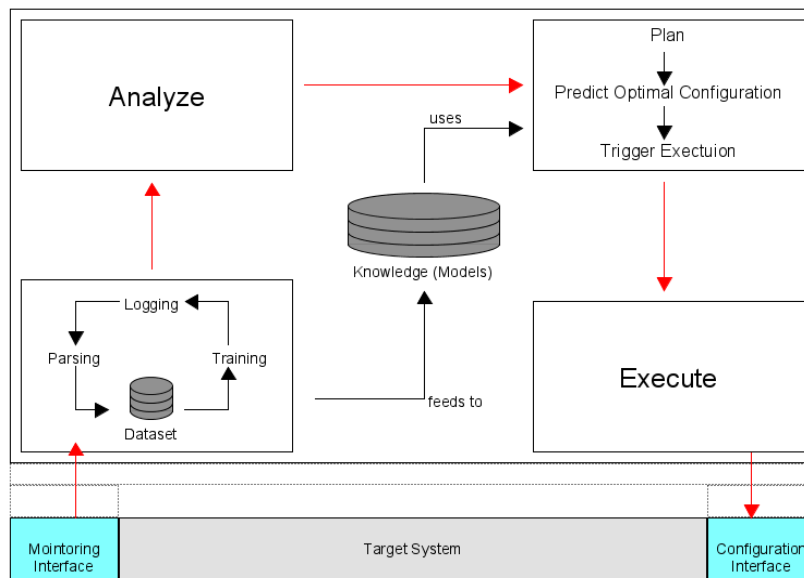 Analyze
Plan
Predict Optimal Configuration
Trigger Exectuion
uses
Knowledge (Models)
Logging
Parsing
Training
Dataset
feeds to
Execute
Mointoring
Interface
Target System
Configuration
Interface